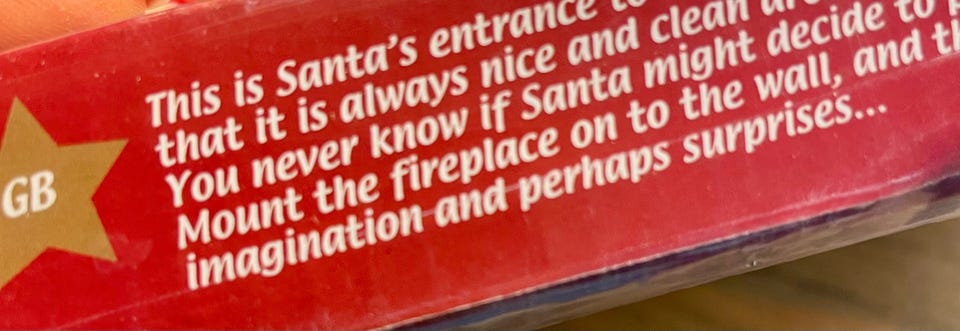 GB
This is Santa's entrance to
that it is always nice and clean
You never know if Santa might decide to
Mount the fireplace on to the wall, and
imagination and perhaps surprises...